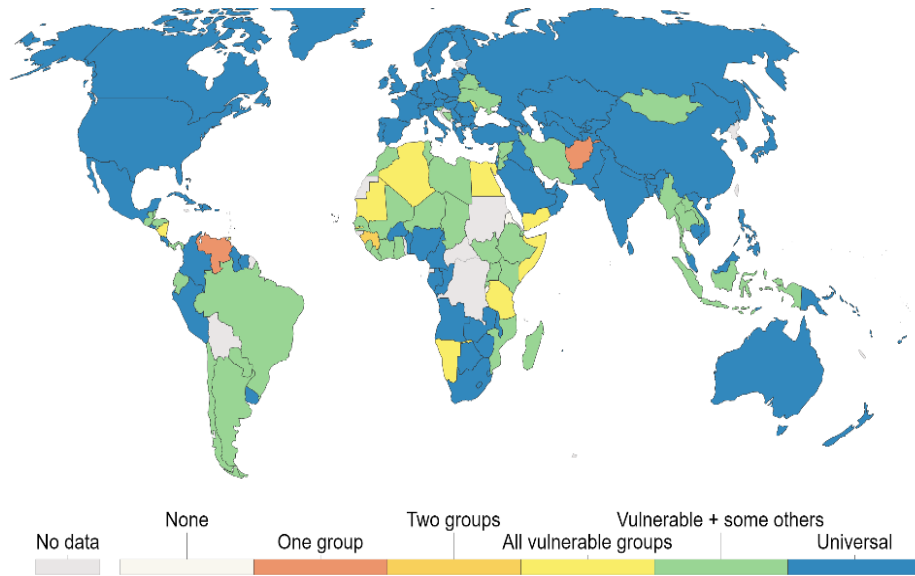 None
Two groups
Vulnerable + some others
No data
One group
All vulnerable groups
Universal